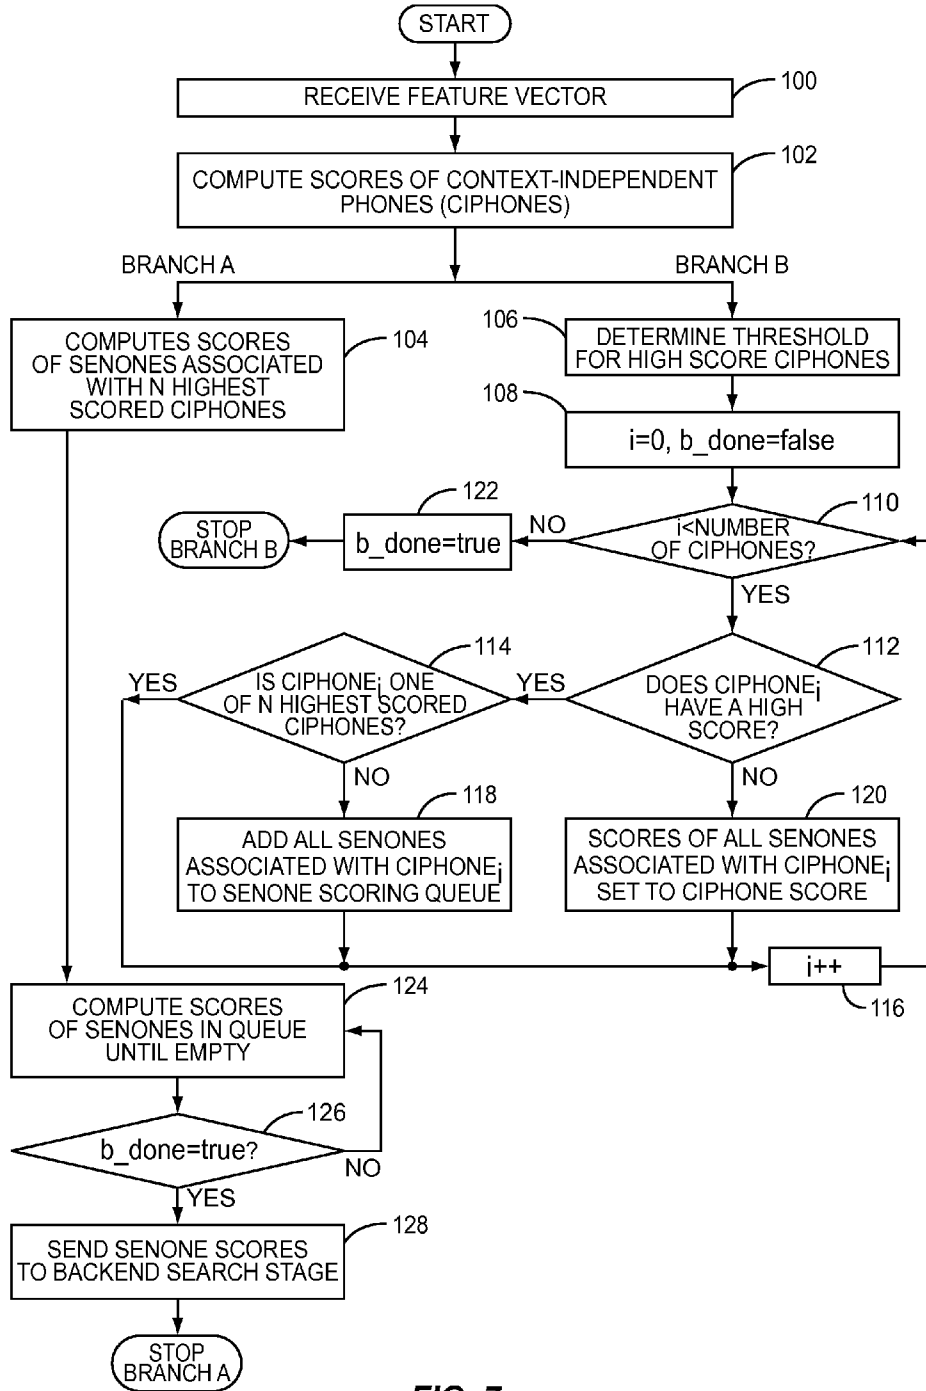 START
RECEIVE FEATURE VECTOR
100
COMPUTE SCORES OF CONTEXT-INDEPENDENT
PHONES (CIPHONES)
102
BRANCH A
BRANCH B
COMPUTES SCORES
OF SENONES ASSOCIATED
WITH N HIGHEST
SCORED CIPHONES
104
106
DETERMINE THRESHOLD
FOR HIGH SCORE CIPHONES
108
i=0, b_done=false
110
i<NUMBER
OF CIPHONES?
NO
122
b_done=true
STOP
BRANCH B
YES
112
DOES CIPHONEi
HAVE A HIGH
SCORE?
YES
114
IS CIPHONEi ONE
OF N HIGHEST SCORED
CIPHONES?
YES
NO
NO
118
ADD ALL SENONES
ASSOCIATED WITH CIPHONEi
TO SENONE SCORING QUEUE
120
SCORES OF ALL SENONES
ASSOCIATED WITH CIPHONEi
SET TO CIPHONE SCORE
i++
116
COMPUTE SCORES
OF SENONES IN QUEUE
UNTIL EMPTY
124
126
b_done=true?
NO
YES
SEND SENONE SCORES
TO BACKEND SEARCH STAGE
128
STOP
BRANCH A